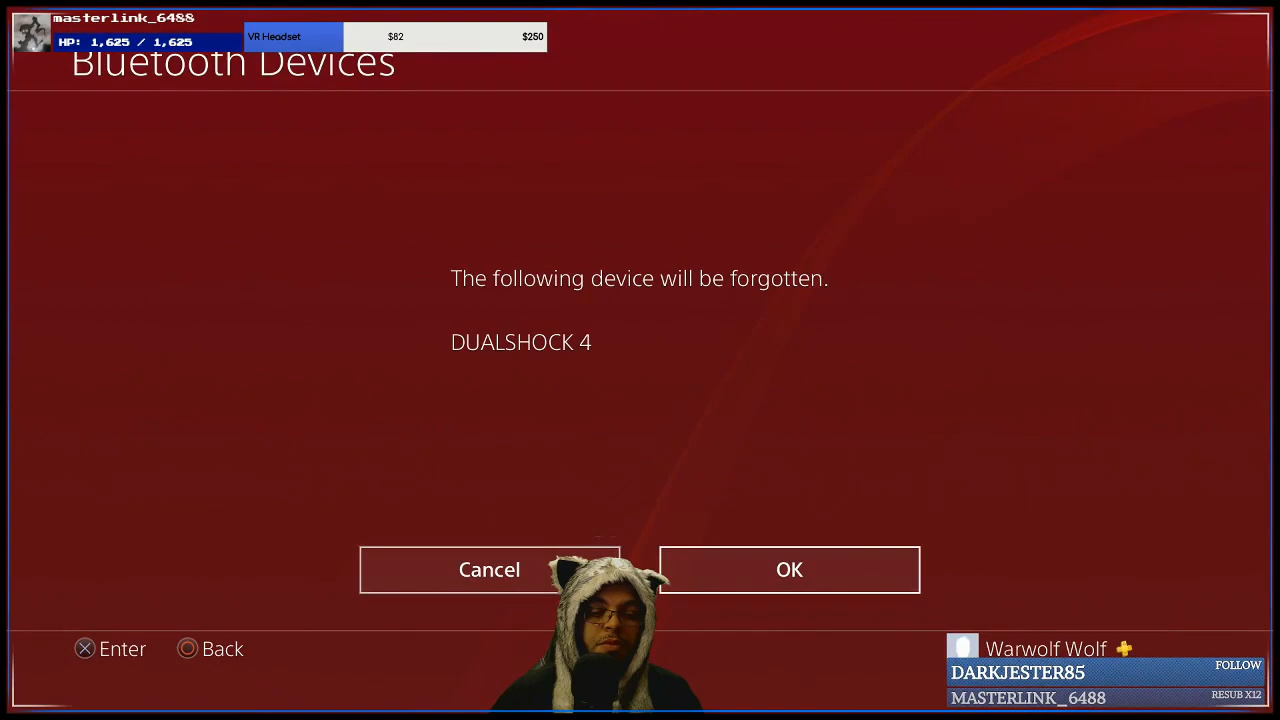 masterlink_6488
HP: 1,625 / 1,625
VR Headset $82 $250
Bluetooth Devices
The following device will be forgotten.
DUALSHOCK 4
Cancel OK
Enter Back
Warwolf Wolf
DARKJESTER85 FOLLOW
MASTERLINK_6488 RESUB X12